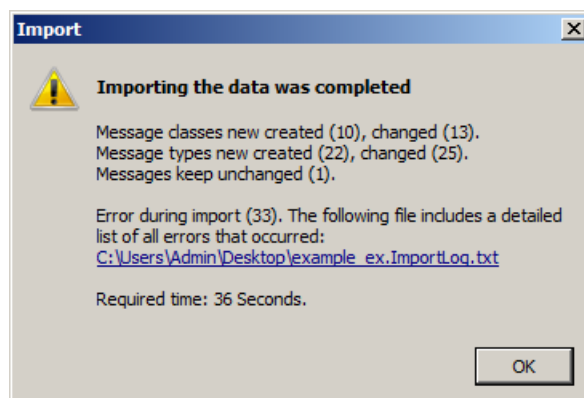 Import
Importing the data was completed
Message classes new created (10), changed (13).
Message types new created (22), changed (25).
Messages keep unchanged (1).
Error during import (33). The following file includes a detailed
list of all errors that occurred:
C:\Users\Admin\Desktop\example_ex.ImportLog.txt
Required time: 36 Seconds.
OK